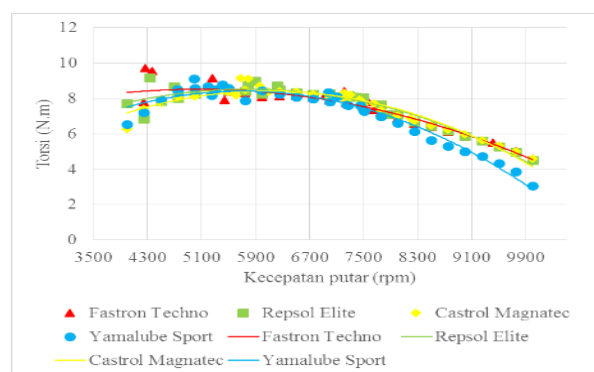 12
10
8
6
4
2
0
Torsi (N.m)
3500 4300 5100 5900 6700 7500 8300 9100 9900
Kecepatan putar (rpm)
Fastron Techno Repsol Elite Castrol Magnatec
Yamalube Sport Fastron Techno Repsol Elite
Castrol Magnatec Yamalube Sport